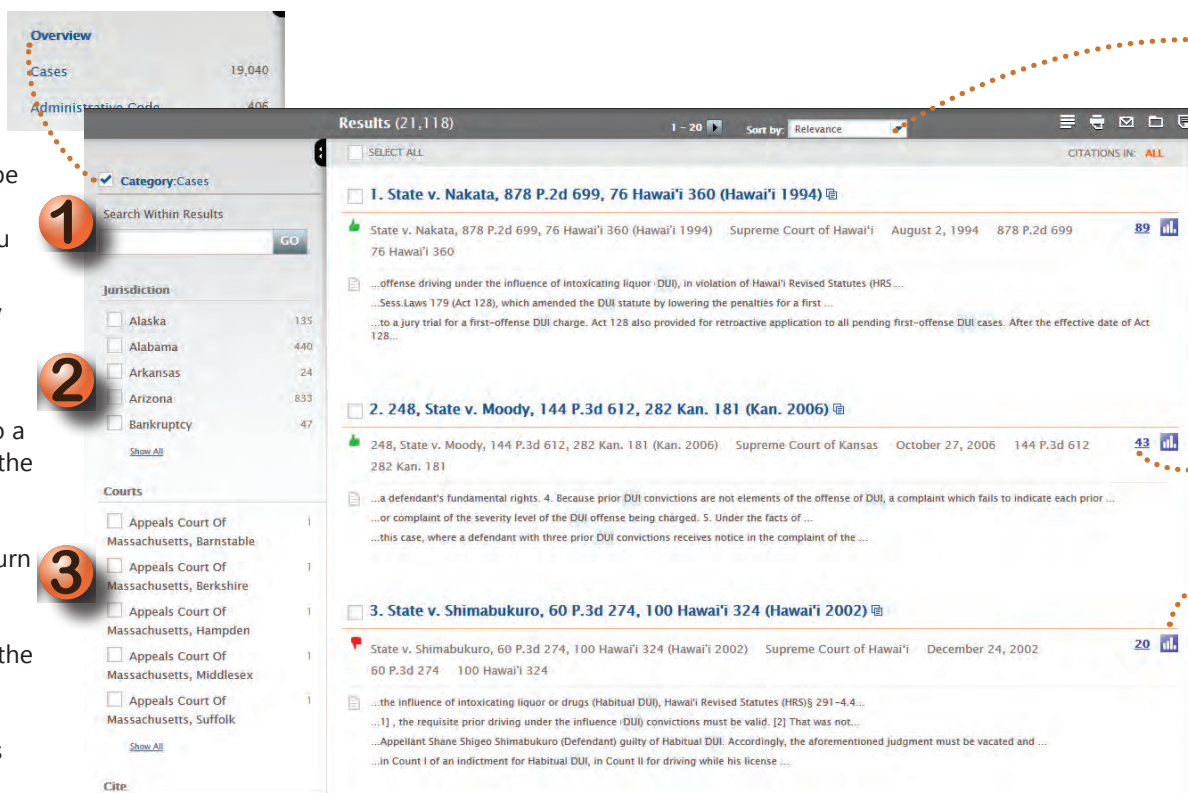 Overview
Cases 19,040
Administrative Code 406
be
u
o a
the
urn
the
s
1
2
3
Results (21,118) 1 - 20 Sort by: Relevance
SELECT ALL CITATIONS IN: ALL
Category:Cases
Search Within Results
GO
Jurisdiction
Alaska 135
Alabama 440
Arkansas 24
Arizona 833
Bankruptcy 47
Show All
Courts
Appeals Court Of 1
Massachusetts, Barnstable
Appeals Court Of 1
Massachusetts, Berkshire
Appeals Court Of 1
Massachusetts, Hampden
Appeals Court Of 1
Massachusetts, Middlesex
Appeals Court Of 1
Massachusetts, Suffolk
Show All
Cite
1. State v. Nakata, 878 P.2d 699, 76 Hawai'i 360 (Hawai'i 1994)
State v. Nakata, 878 P.2d 699, 76 Hawai'i 360 (Hawai'i 1994) Supreme Court of Hawai'i August 2, 1994 878 P.2d 699 89
76 Hawai'i 360
...offense driving under the influence of intoxicating liquor (DUI), in violation of Hawai'i Revised Statutes (HRS ...
...Sess.Laws 179 (Act 128), which amended the DUI statute by lowering the penalties for a first ...
...to a jury trial for a first-offense DUI charge. Act 128 also provided for retroactive application to all pending first-offense DUI cases. After the effective date of Act
128...
2. 248, State v. Moody, 144 P.3d 612, 282 Kan. 181 (Kan. 2006)
248, State v. Moody, 144 P.3d 612, 282 Kan. 181 (Kan. 2006) Supreme Court of Kansas October 27, 2006 144 P.3d 612 43
282 Kan. 181
...a defendant's fundamental rights. 4. Because prior DUI convictions are not elements of the offense of DUI, a complaint which fails to indicate each prior ...
...or complaint of the severity level of the DUI offense being charged. 5. Under the facts of ...
...this case, where a defendant with three prior DUI convictions receives notice in the complaint of the ...
3. State v. Shimabukuro, 60 P.3d 274, 100 Hawai'i 324 (Hawai'i 2002)
State v. Shimabukuro, 60 P.3d 274, 100 Hawai'i 324 (Hawai'i 2002) Supreme Court of Hawai'i December 24, 2002 20
60 P.3d 274 100 Hawai'i 324
...the influence of intoxicating liquor or drugs (Habitual DUI), Hawai'i Revised Statutes (HRS)§ 291-4.4...
...1] , the requisite prior driving under the influence (DUI) convictions must be valid. [2] That was not...
...Appellant Shane Shigeo Shimabukuro (Defendant) guilty of Habitual DUI. Accordingly, the aforementioned judgment must be vacated and ...
...in Count I of an indictment for Habitual DUI, in Count II for driving while his license ...